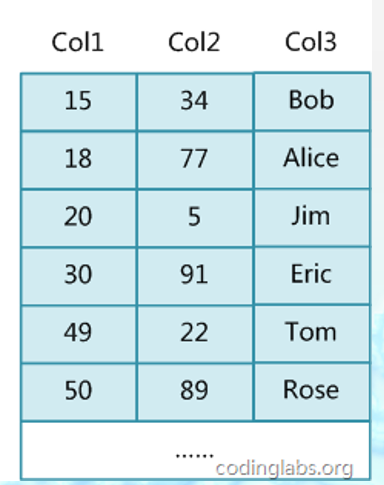 Col1 Col2 Col3
15 34 Bob
18 77 Alice
20 5 Jim
30 91 Eric
49 22 Tom
50 89 Rose
......
codinglabs.org